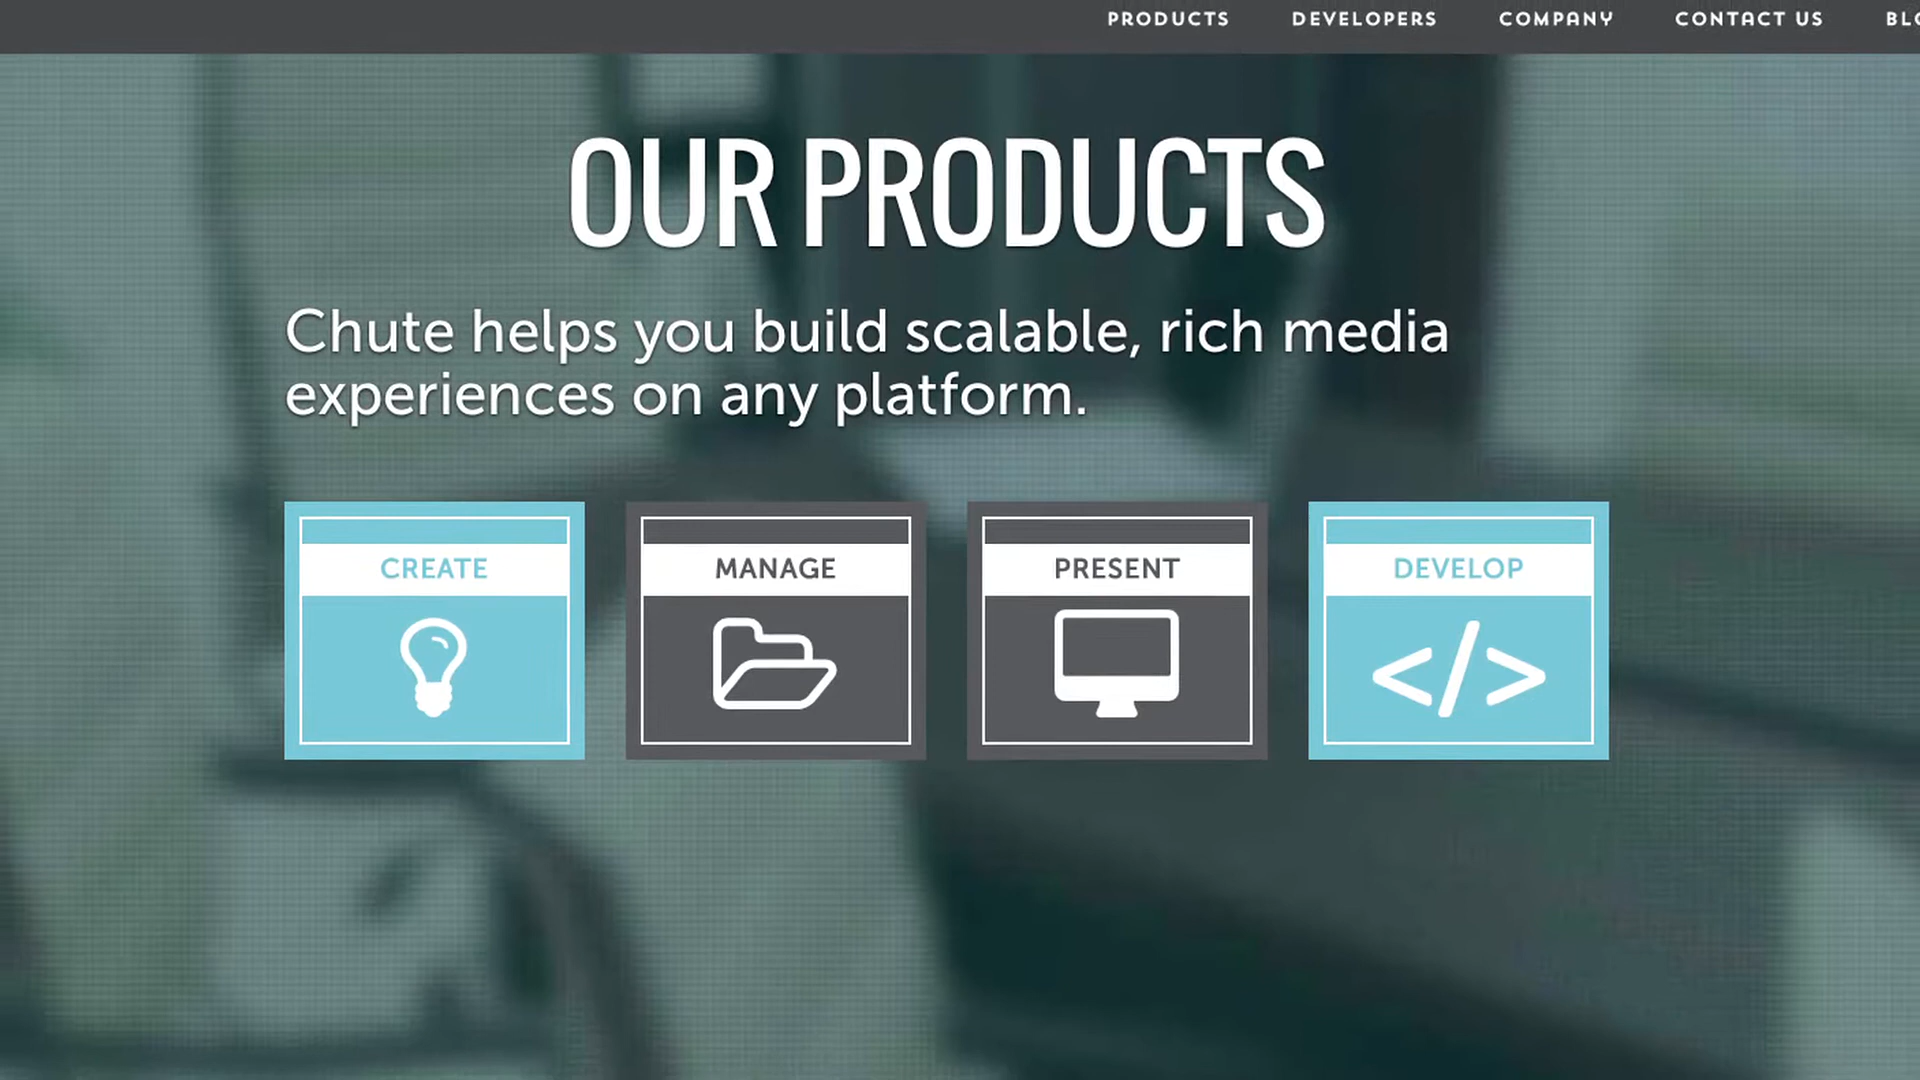 PRODUCTS DEVELOPERS COMPANY CONTACT US
OUR PRODUCTS
Chute helps you build scalable, rich media
experiences on any platform.
CREATE MANAGE PRESENT DEVELOP